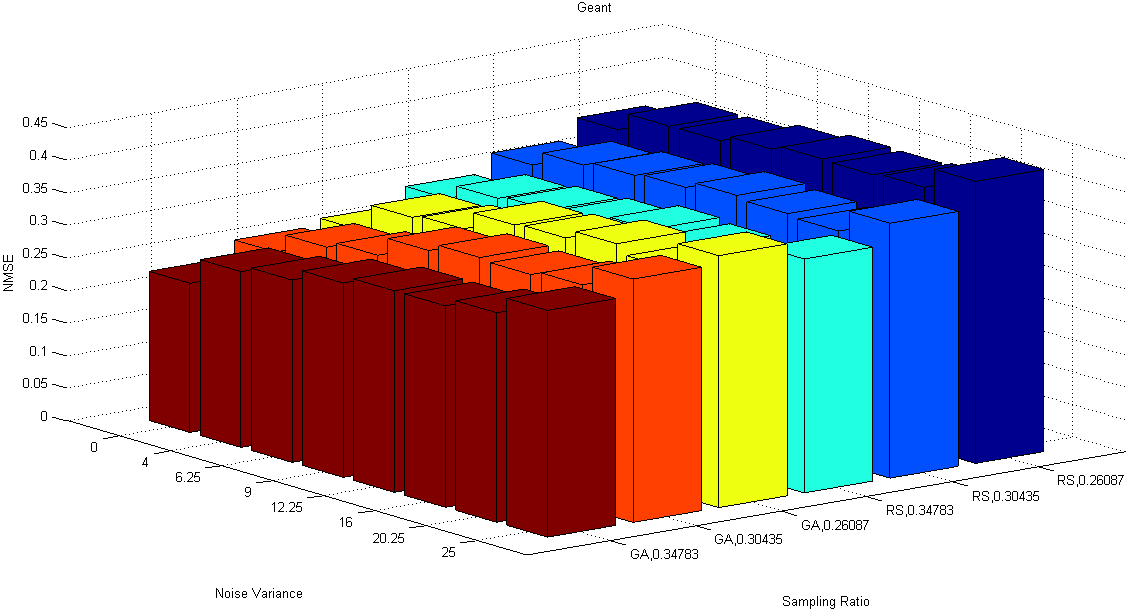 Geant
0.45
0.4
0.35
0.3
0.25
0.2
0.15
0.1
0.05
0
NMSE
0
4
6.25
9
12.25
16
20.25
25
Noise Variance
GA,0.34783
GA,0.30435
GA,0.26087
RS,0.34783
RS,0.30435
RS,0.26087
Sampling Ratio